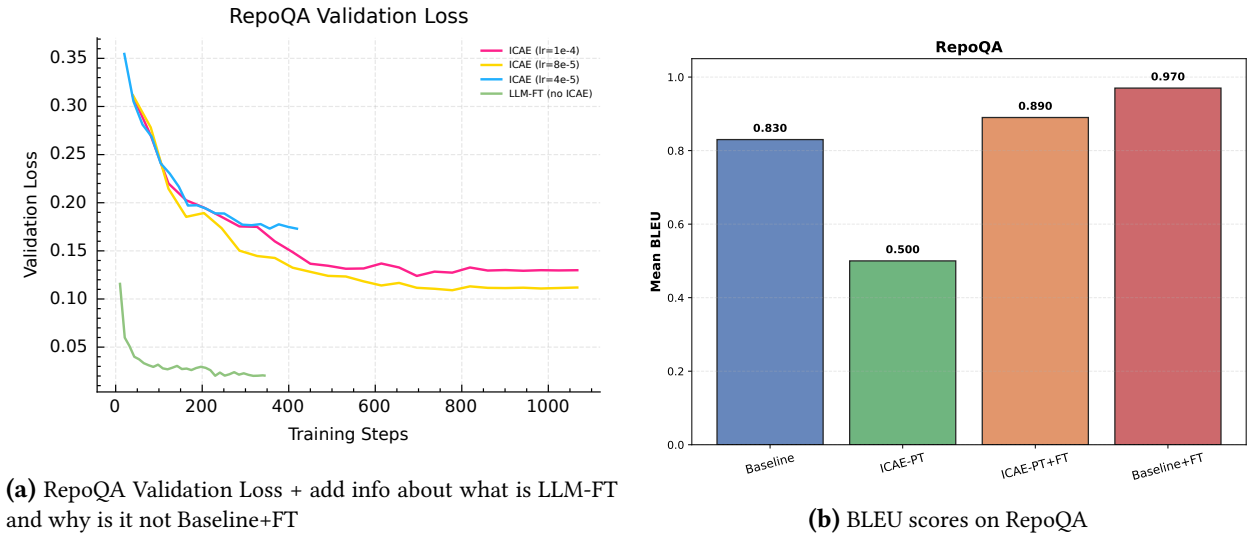 RepoQA Validation Loss
ICAE (lr=1e-4)
ICAE (lr=8e-5)
ICAE (lr=4e-5)
LLM-FT (no ICAE)
Validation Loss
0.35
0.30
0.25
0.20
0.15
0.10
0.05
0 200 400 600 800 1000
Training Steps
(a) RepoQA Validation Loss + add info about what is LLM-FT
and why is it not Baseline+FT
RepoQA
Mean BLEU
1.0
0.8
0.6
0.4
0.2
0.0
0.830
0.500
0.890
0.970
Baseline ICAE-PT ICAE-PT+FT Baseline+FT
(b) BLEU scores on RepoQA